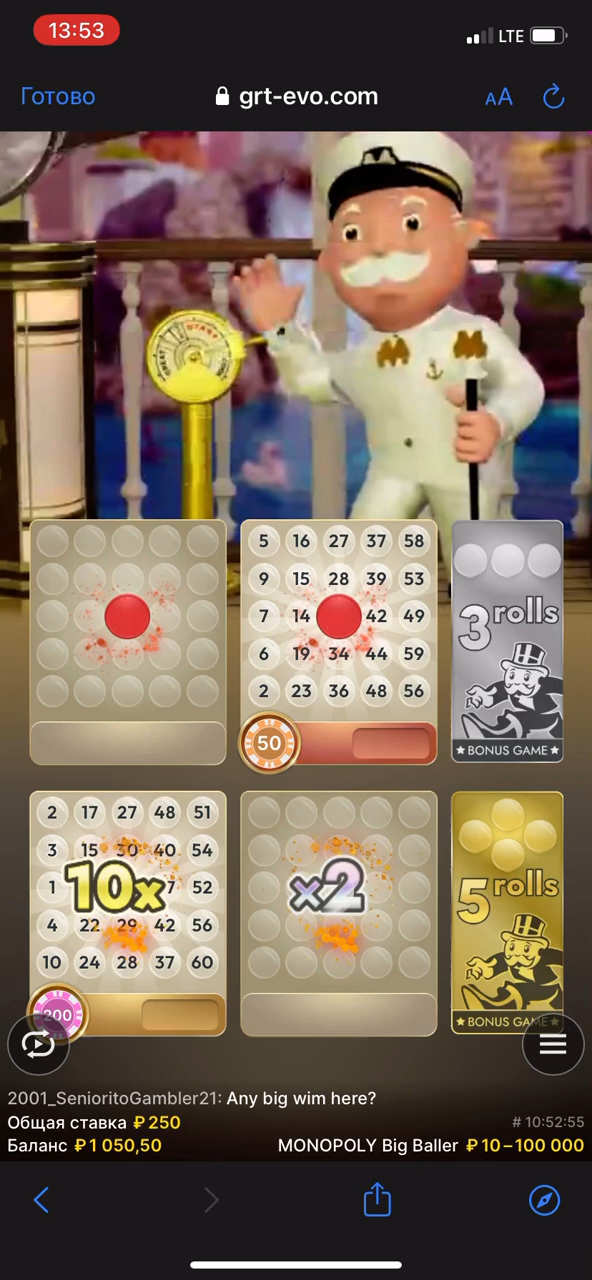 13:53
LTE
Готово
grt-evo.com
AA
START
5 16 27 37 58
9 15 28 39 53
7 14 42 49
6 19 34 44 59
2 23 36 48 56
50
3 rolls
★ BONUS GAME ★
2 17 27 48 51
3 15 30 40 54
1 10x 7 52
4 22 29 42 56
10 24 28 37 60
200
x2
5 rolls
★ BONUS GAME ★
2001_SenioritoGambler21: Any big wim here?
Общая ставка ₽ 250
# 10:52:55
Баланс ₽ 1 050,50
MONOPOLY Big Baller ₽ 10 – 100 000